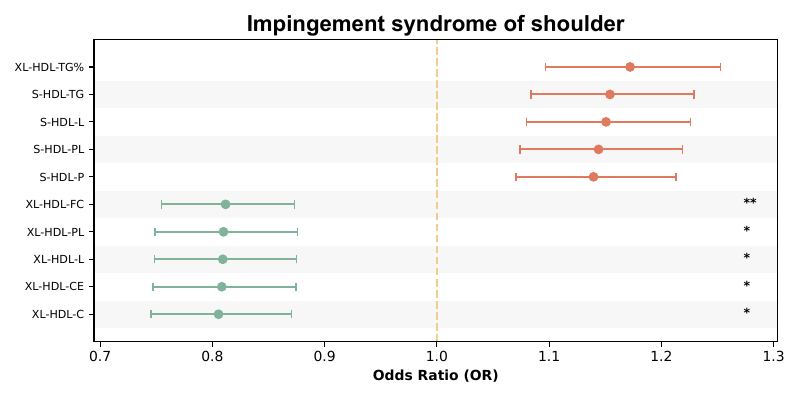 Impingement syndrome of shoulder
XL-HDL-TG%
S-HDL-TG
S-HDL-L
S-HDL-PL
S-HDL-P
XL-HDL-FC **
XL-HDL-PL *
XL-HDL-L *
XL-HDL-CE *
XL-HDL-C *
0.7 0.8 0.9 1.0 1.1 1.2 1.3
Odds Ratio (OR)